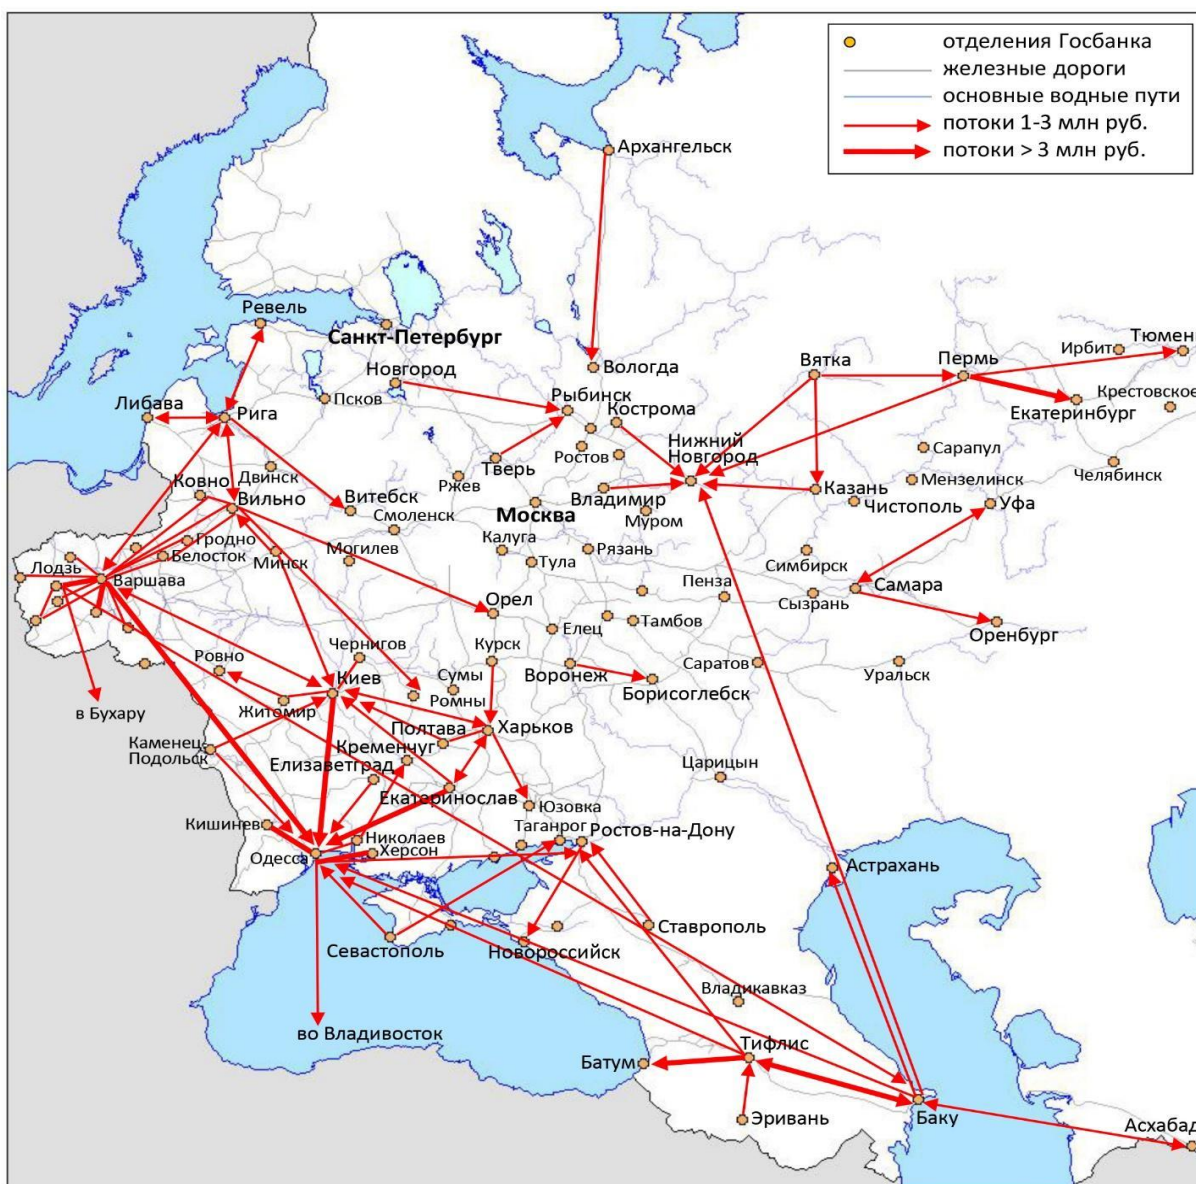 отделения Госбанка
железные дороги
основные водные пути
потоки 1-3 млн руб.
потоки > 3 млн руб.
Архангельск
Ревель
Санкт-Петербург
Новгород
Псков
Вологда
Вятка
Пермь
Ирбит
Тюмень
Крестовское
Екатеринбург
Либава
Рига
Рыбинск
Кострома
Ростов
Нижний
Новгород
Сарапул
Челябинск
Двинск
Тверь
Ржев
Ковно
Вильно
Витебск
Смоленск
Москва
Владимир
Муром
Казань
Чистополь
Мензелинск
Уфа
Гродно
Белосток
Минск
Могилев
Калуга
Тула
Рязань
Симбирск
Лодзь
Варшава
Пенза
Сызрань
Самара
Орел
Елец
Тамбов
Оренбург
Чернигов
Курск
Ровно
Киев
Сумы
Ромны
Воронеж
Борисоглебск
Саратов
Уральск
в Бухару
Житомир
Каменец-
Подольск
Полтава
Харьков
Кременчуг
Елизаветград
Екатеринослав
Царицын
Юзовка
Кишинев
Николаев
Таганрог
Ростов-на-Дону
Одесса
Херсон
Астрахань
Севастополь
Новороссийск
Ставрополь
Владикавказ
во Владивосток
Батум
Тифлис
Эривань
Баку
Асхабад